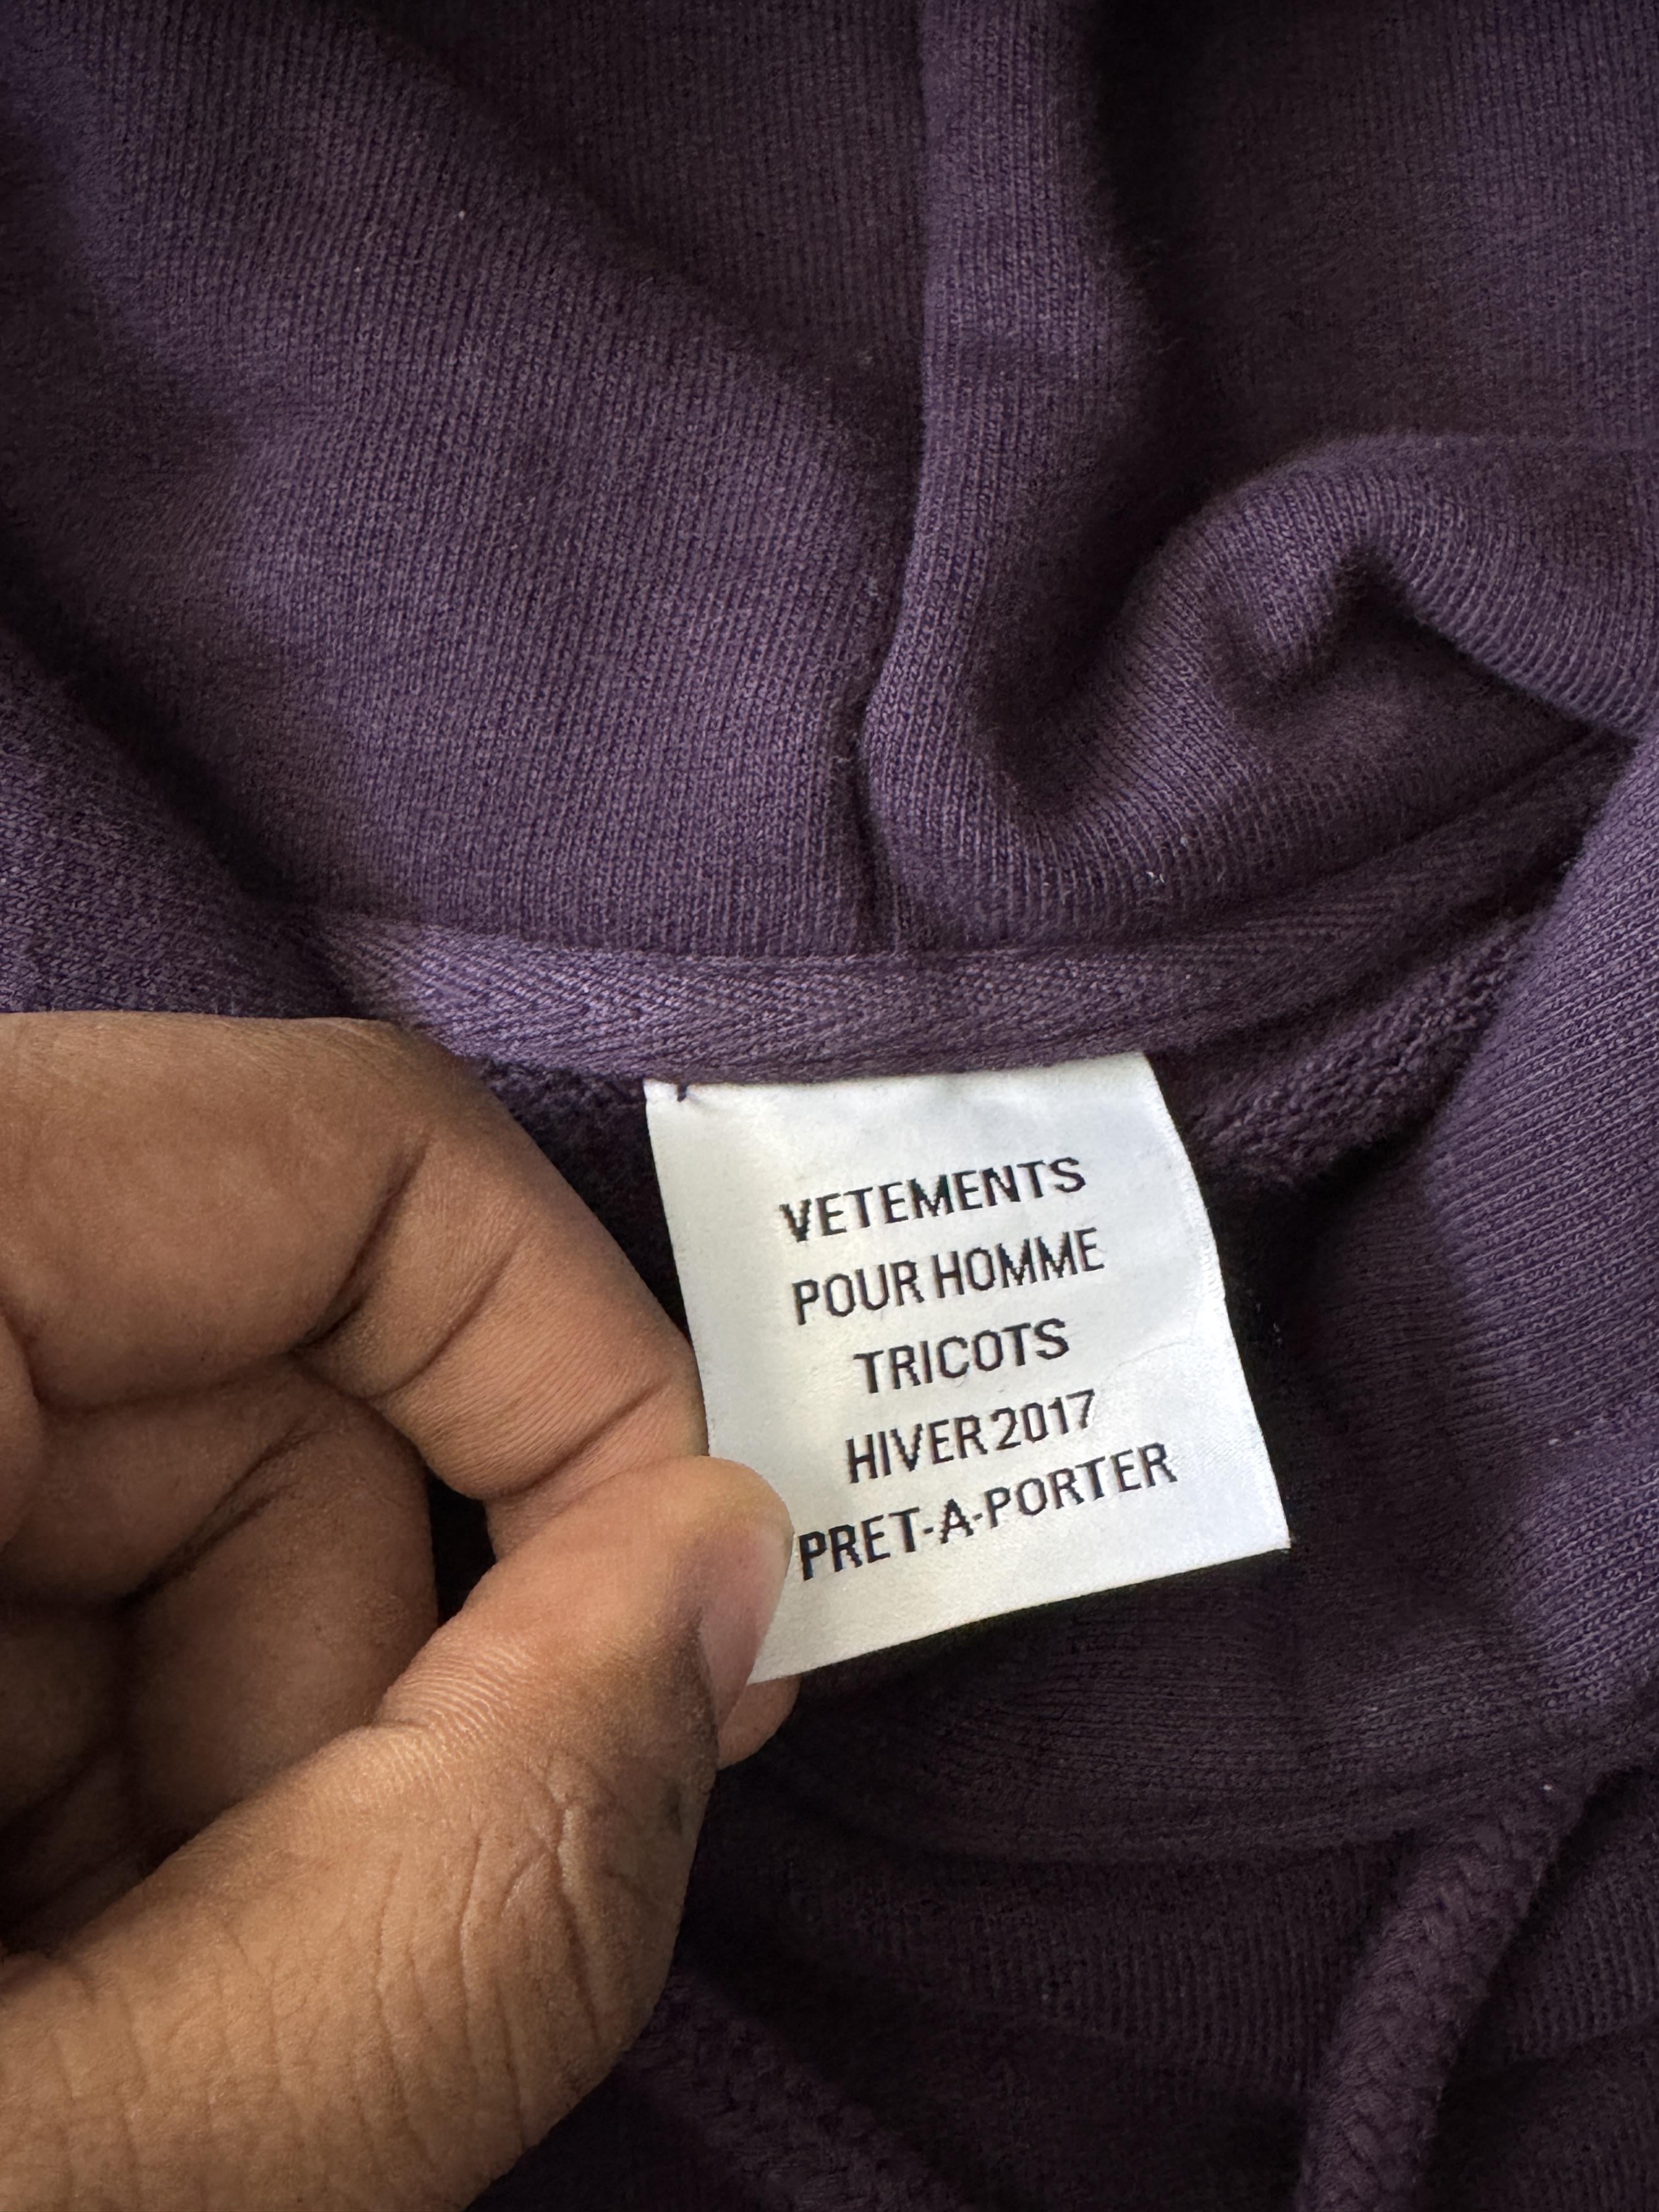 VETEMENTS
POUR HOMME
TRICOTS
HIVER 2017
PRET-A-PORTER